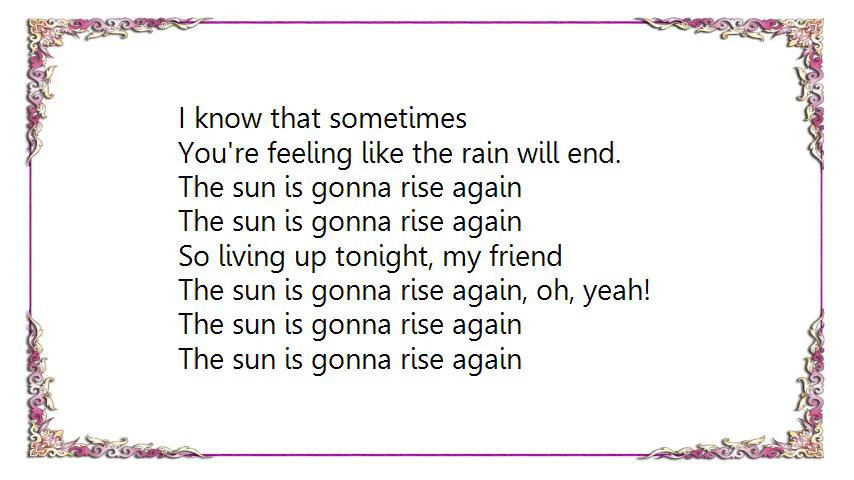 I know that sometimes
You're feeling like the rain will end.
The sun is gonna rise again
The sun is gonna rise again
So living up tonight, my friend
The sun is gonna rise again, oh, yeah!
The sun is gonna rise again
The sun is gonna rise again